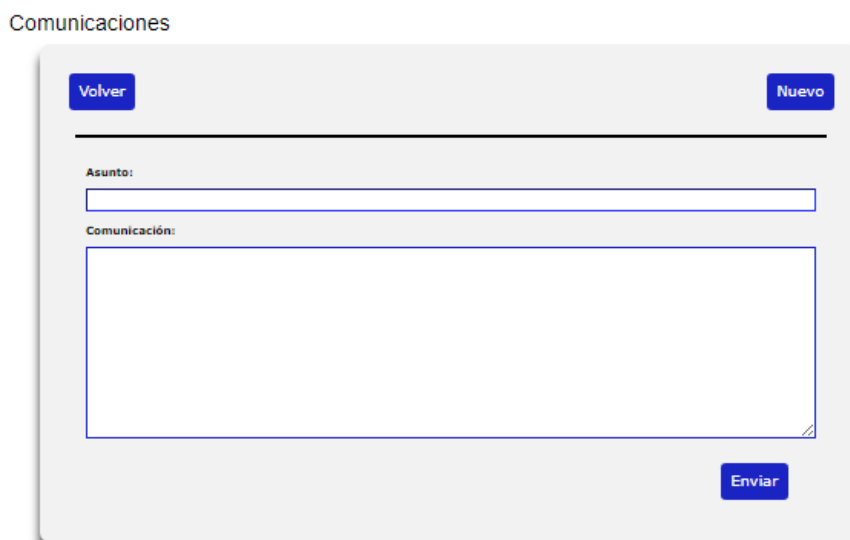 Comunicaciones
Volver
Nuevo
Asunto:
Comunicación:
Enviar